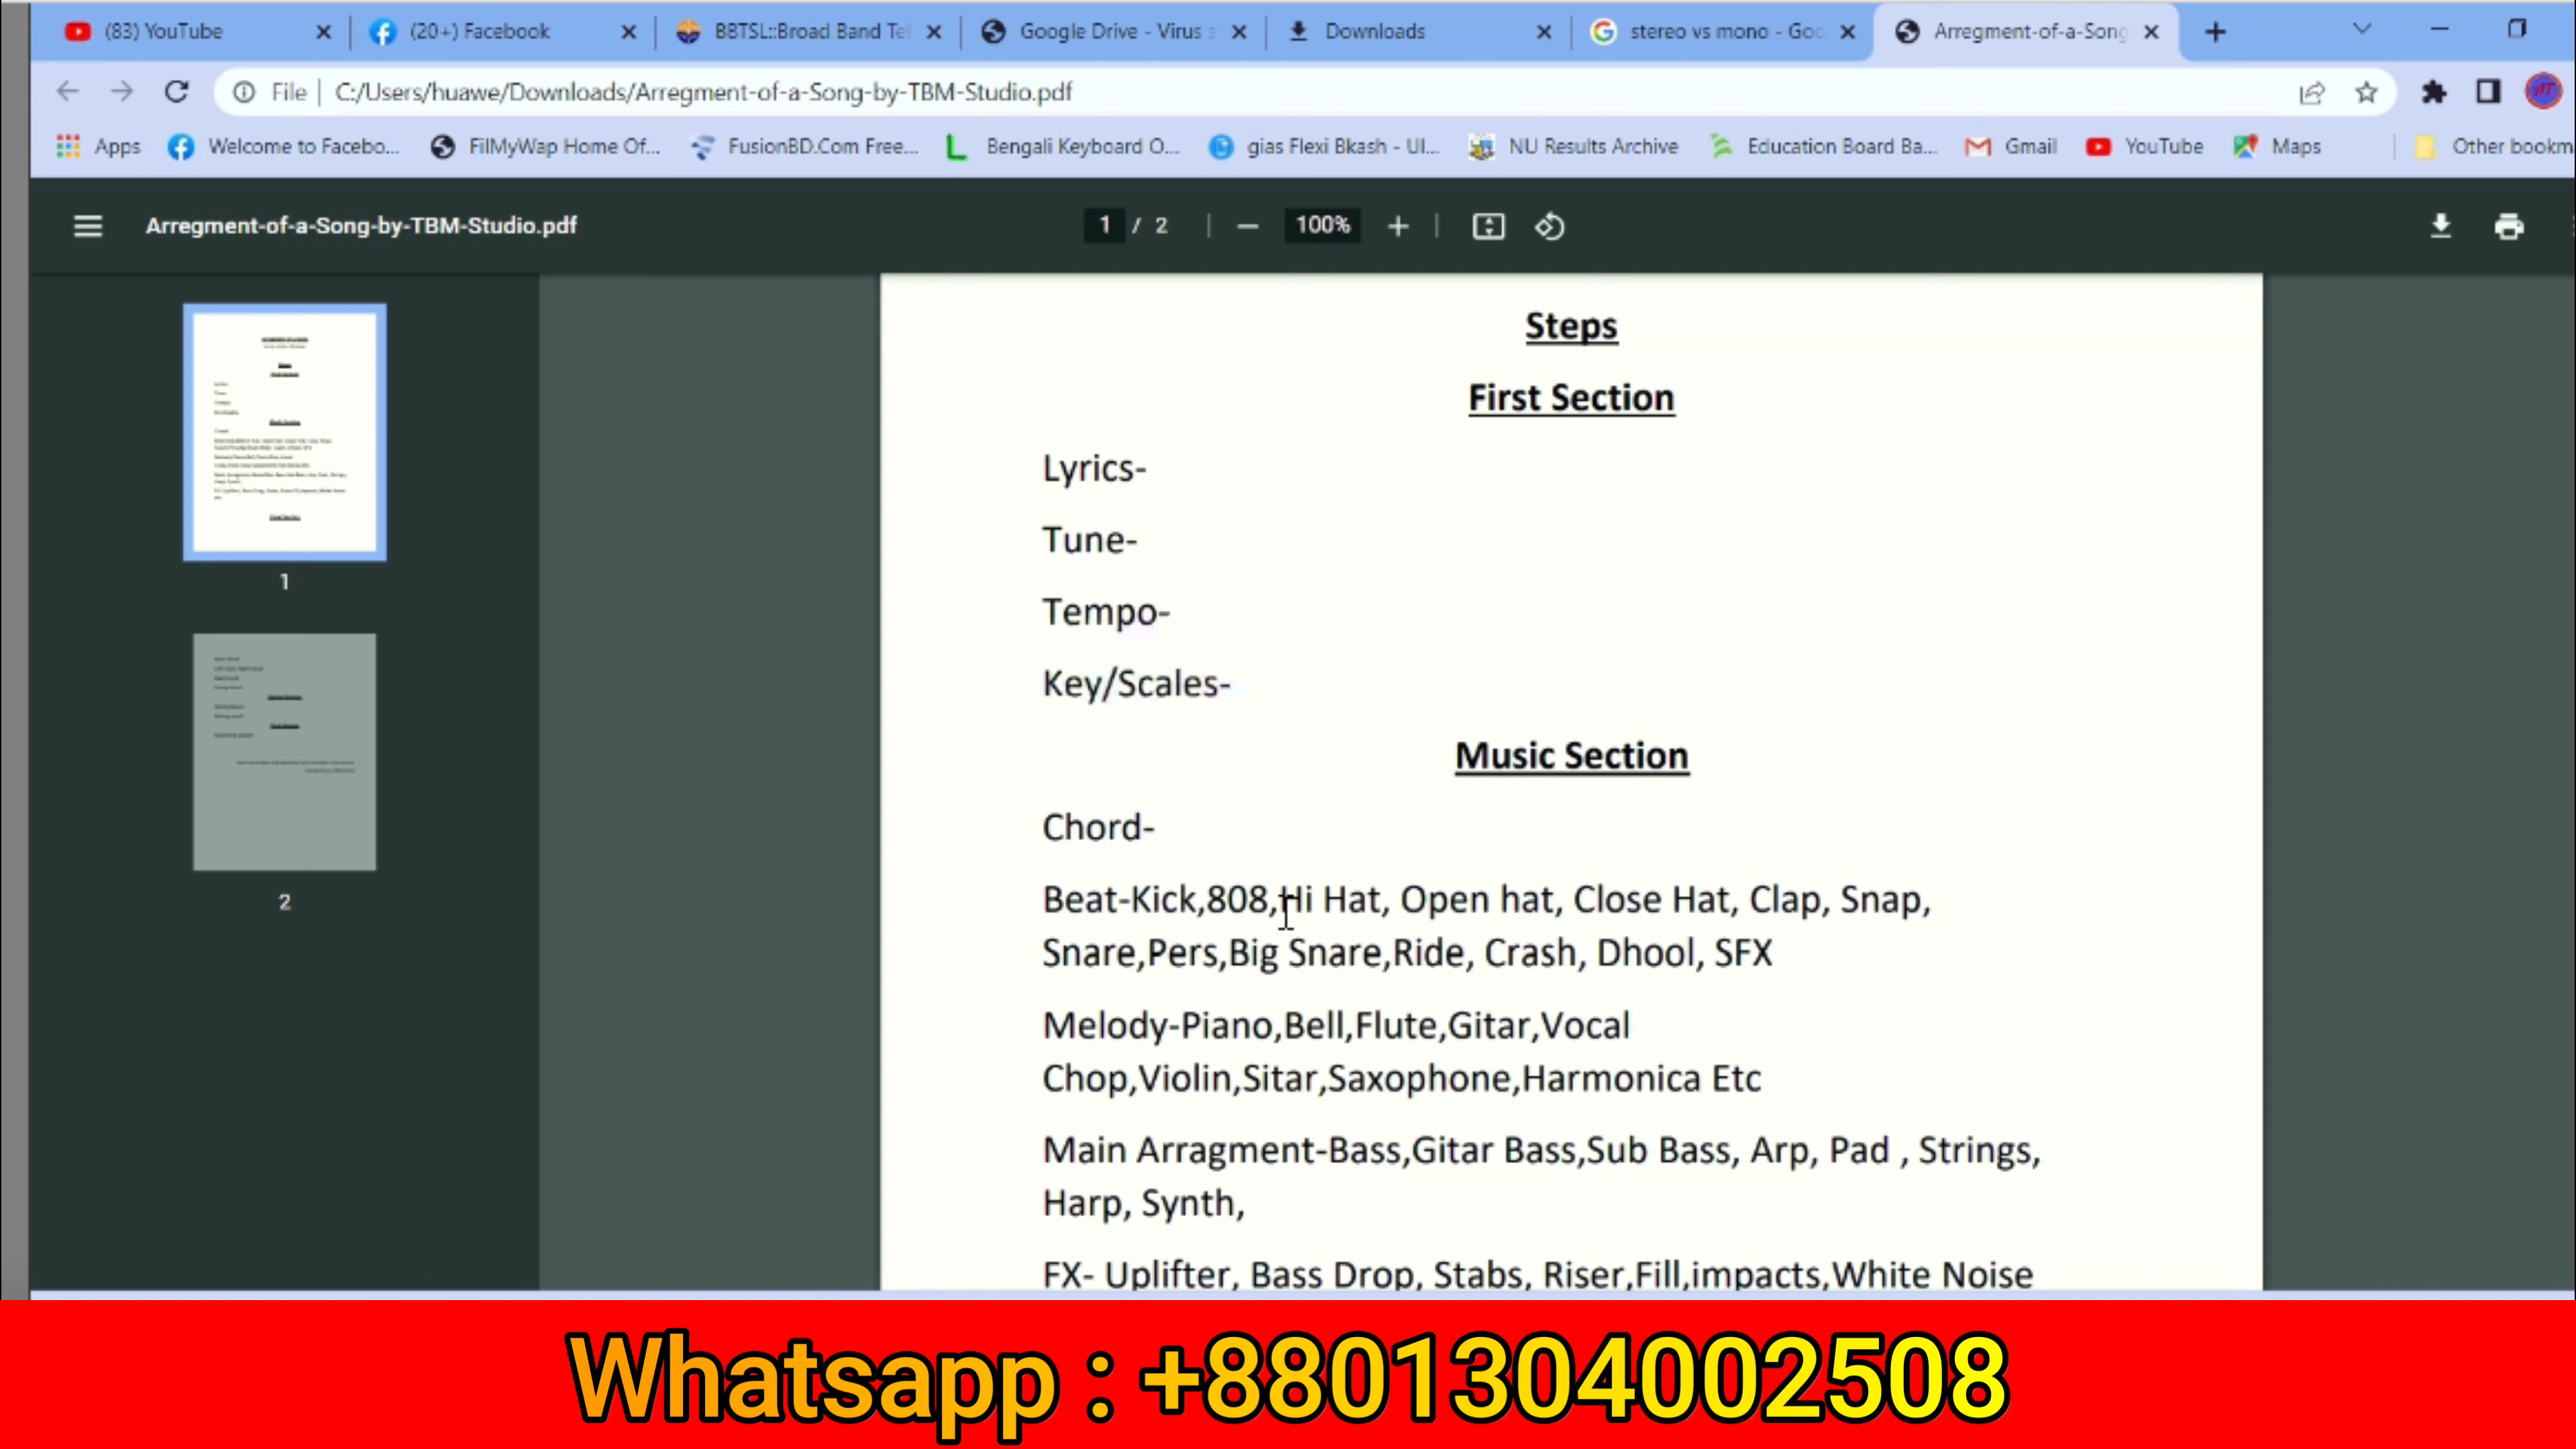 (83) YouTube
(20+) Facebook
BBTSL::Broad Band Tel
Google Drive - Virus s
Downloads
stereo vs mono - Goo
Arregment-of-a-Song
File | C:/Users/huawe/Downloads/Arregment-of-a-Song-by-TBM-Studio.pdf
Apps
Welcome to Facebo...
FilMyWap Home Of...
FusionBD.Com Free...
Bengali Keyboard O...
gias Flexi Bkash - Ul...
NU Results Archive
Education Board Ba...
Gmail
YouTube
Maps
Other bookm
Arregment-of-a-Song-by-TBM-Studio.pdf
1 / 2
100%
1
2
Steps
First Section
Lyrics-
Tune-
Tempo-
Key/Scales-
Music Section
Chord-
Beat-Kick,808,Hi Hat, Open hat, Close Hat, Clap, Snap,
Snare,Pers,Big Snare,Ride, Crash, Dhool, SFX
Melody-Piano,Bell,Flute,Gitar,Vocal
Chop,Violin,Sitar,Saxophone,Harmonica Etc
Main Arragment-Bass,Gitar Bass,Sub Bass, Arp, Pad , Strings,
Harp, Synth,
FX- Uplifter, Bass Drop, Stabs, Riser,Fill,impacts,White Noise
Whatsapp : +8801304002508